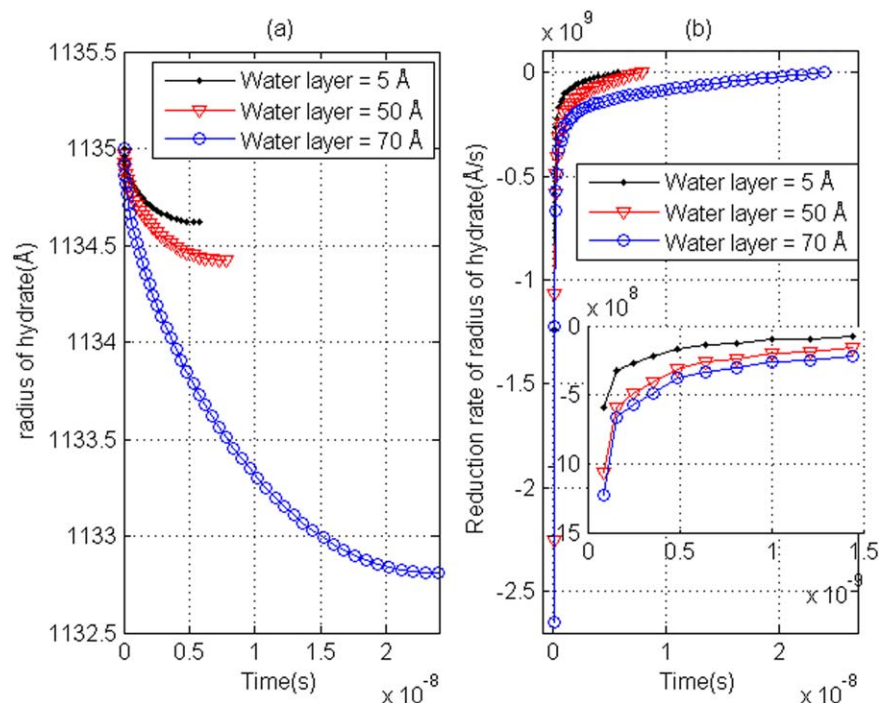 (a)
1135.5
1135
1134.5
1134
1133.5
1133
1132.5
radius of hydrate(Å)
Water layer = 5 Å
Water layer = 50 Å
Water layer = 70 Å
0 0.5 1 1.5 2
Time(s)
x 10⁻⁸
x 10⁹
(b)
0
-0.5
-1
-1.5
-2
-2.5
Reduction rate of radius of hydrate(Å/s)
Water layer = 5 Å
Water layer = 50 Å
Water layer = 70 Å
x 10⁸
0
-5
10
15
0 0.5 1 1.5
x 10⁻⁹
0 0.5 1 1.5 2
Time(s)
x 10⁻⁸